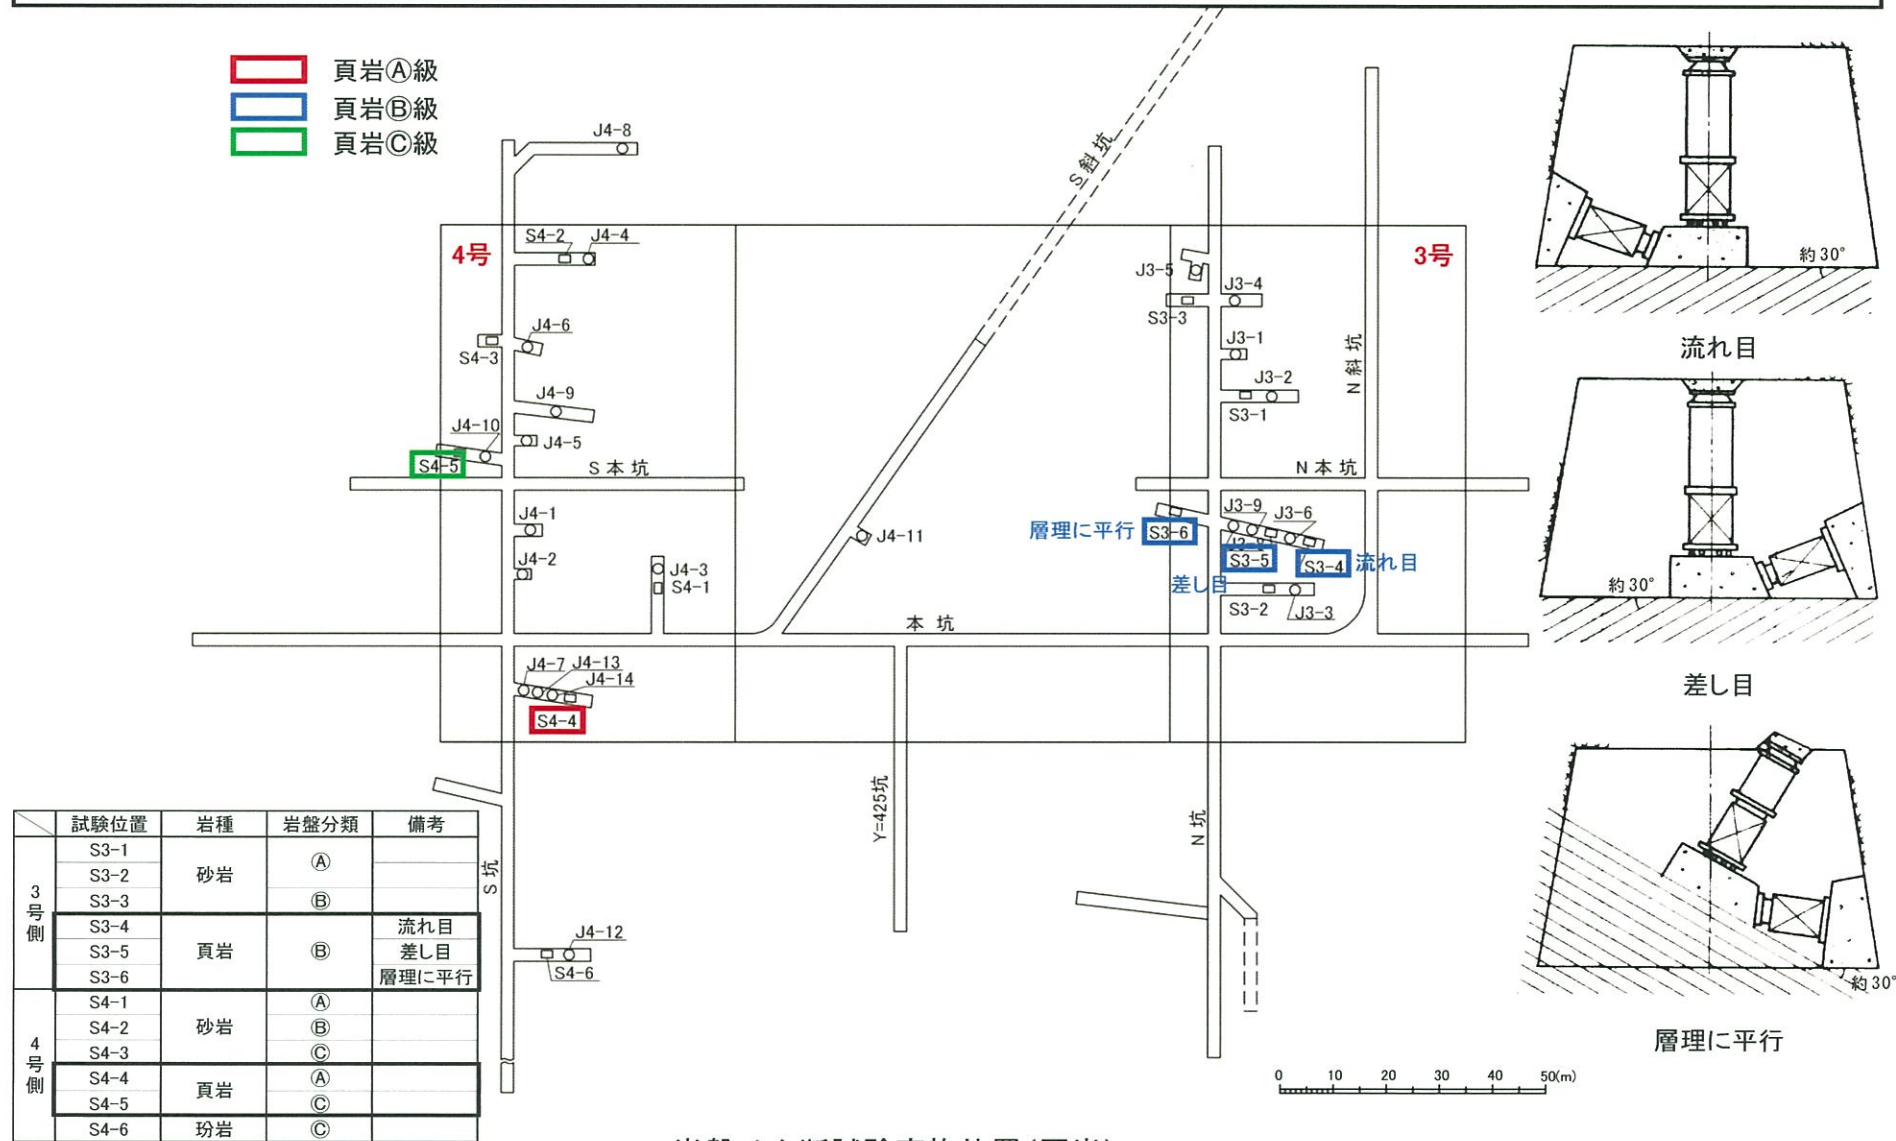 頁岩Ⓐ級
頁岩Ⓑ級
頁岩Ⓒ級
4号
3号
J4-8
S4-2
J4-4
S4-3
J4-6
J4-9
J4-10
J4-5
S4-5
S本坑
J4-1
J4-2
J4-3
S4-1
J4-7
J4-13
J4-14
S4-4
S坑
J4-12
S4-6
S斜坑
J4-11
本坑
Y=425坑
J3-5
J3-4
S3-3
J3-1
J3-2
S3-1
N斜坑
N本坑
層理に平行
S3-6
J3-9
J3-6
S3-5
差し目
S3-4
流れ目
S3-2
J3-3
N坑
0 10 20 30 40 50(m)
約30°
流れ目
約30°
差し目
約30°
層理に平行
試験位置 岩種 岩盤分類 備考
3号側
S3-1 砂岩 Ⓐ
S3-2
S3-3 Ⓑ
S3-4 頁岩 Ⓑ 流れ目
S3-5 差し目
S3-6 層理に平行
4号側
S4-1 砂岩 Ⓐ
S4-2 Ⓑ
S4-3 Ⓒ
S4-4 頁岩 Ⓐ
S4-5 Ⓒ
S4-6 玢岩 Ⓒ